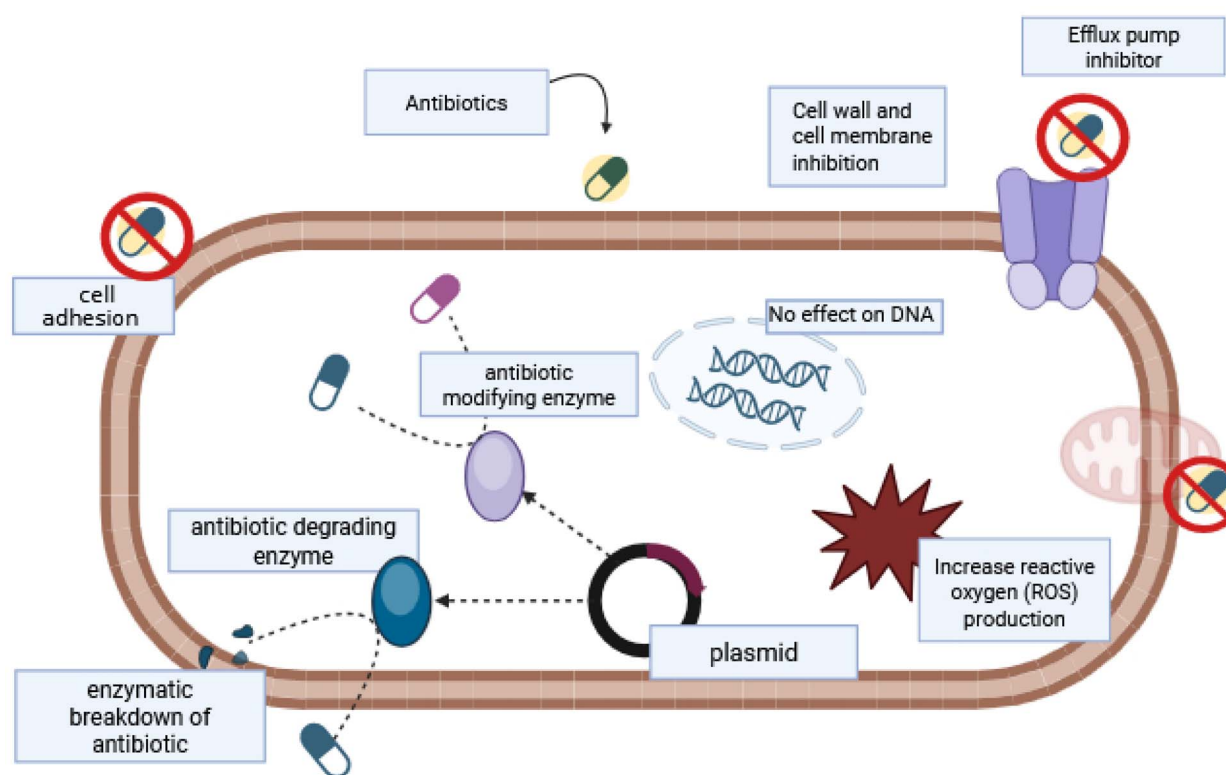 Efflux pump
inhibitor
Antibiotics
Cell wall and
cell membrane
inhibition
cell
adhesion
No effect on DNA
antibiotic
modifying enzyme
antibiotic degrading
enzyme
Increase reactive
oxygen (ROS)
production
plasmid
enzymatic
breakdown of
antibiotic